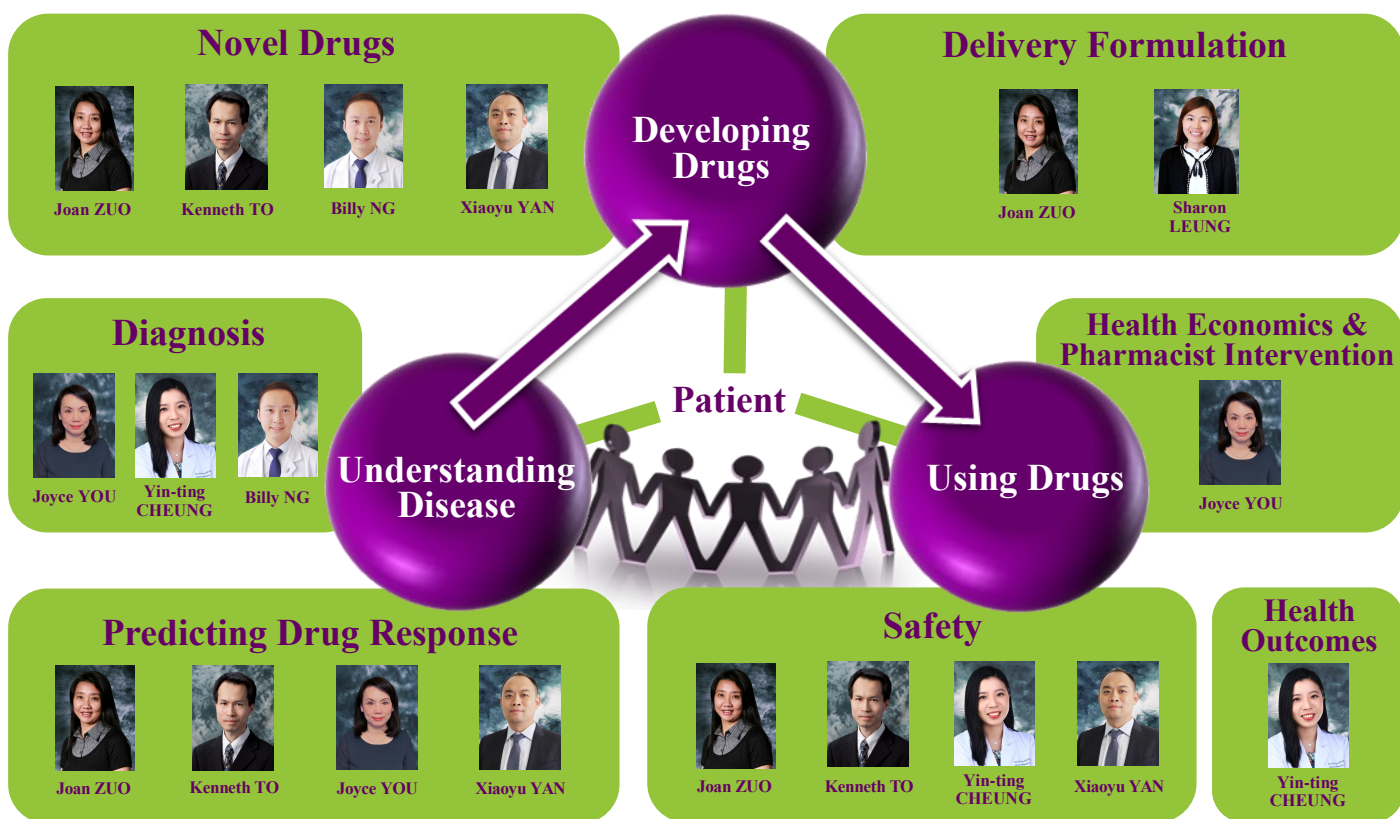 Novel Drugs
Joan ZUO
Kenneth TO
Billy NG
Xiaoyu YAN
Developing
Drugs
Delivery Formulation
Joan ZUO
Sharon
LEUNG
Diagnosis
Joyce YOU
Yin-ting
CHEUNG
Billy NG
Understanding
Disease
Patient
Using Drugs
Health Economics &
Pharmacist Intervention
Joyce YOU
Predicting Drug Response
Joan ZUO
Kenneth TO
Joyce YOU
Xiaoyu YAN
Safety
Joan ZUO
Kenneth TO
Yin-ting
CHEUNG
Xiaoyu YAN
Health
Outcomes
Yin-ting
CHEUNG